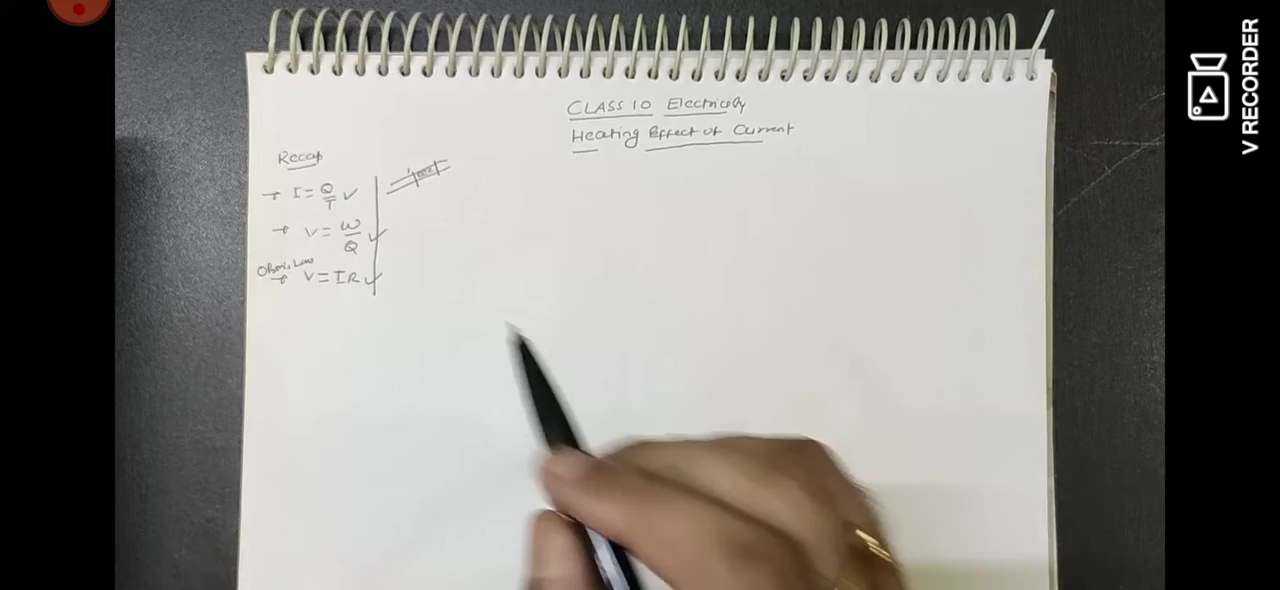 CLASS 10 Electricity
Heating Effect of Current
Recap
→ I = Q/T ✓
→ V = W/Q ✓
Ohm's Law
→ V = IR ✓
V RECORDER